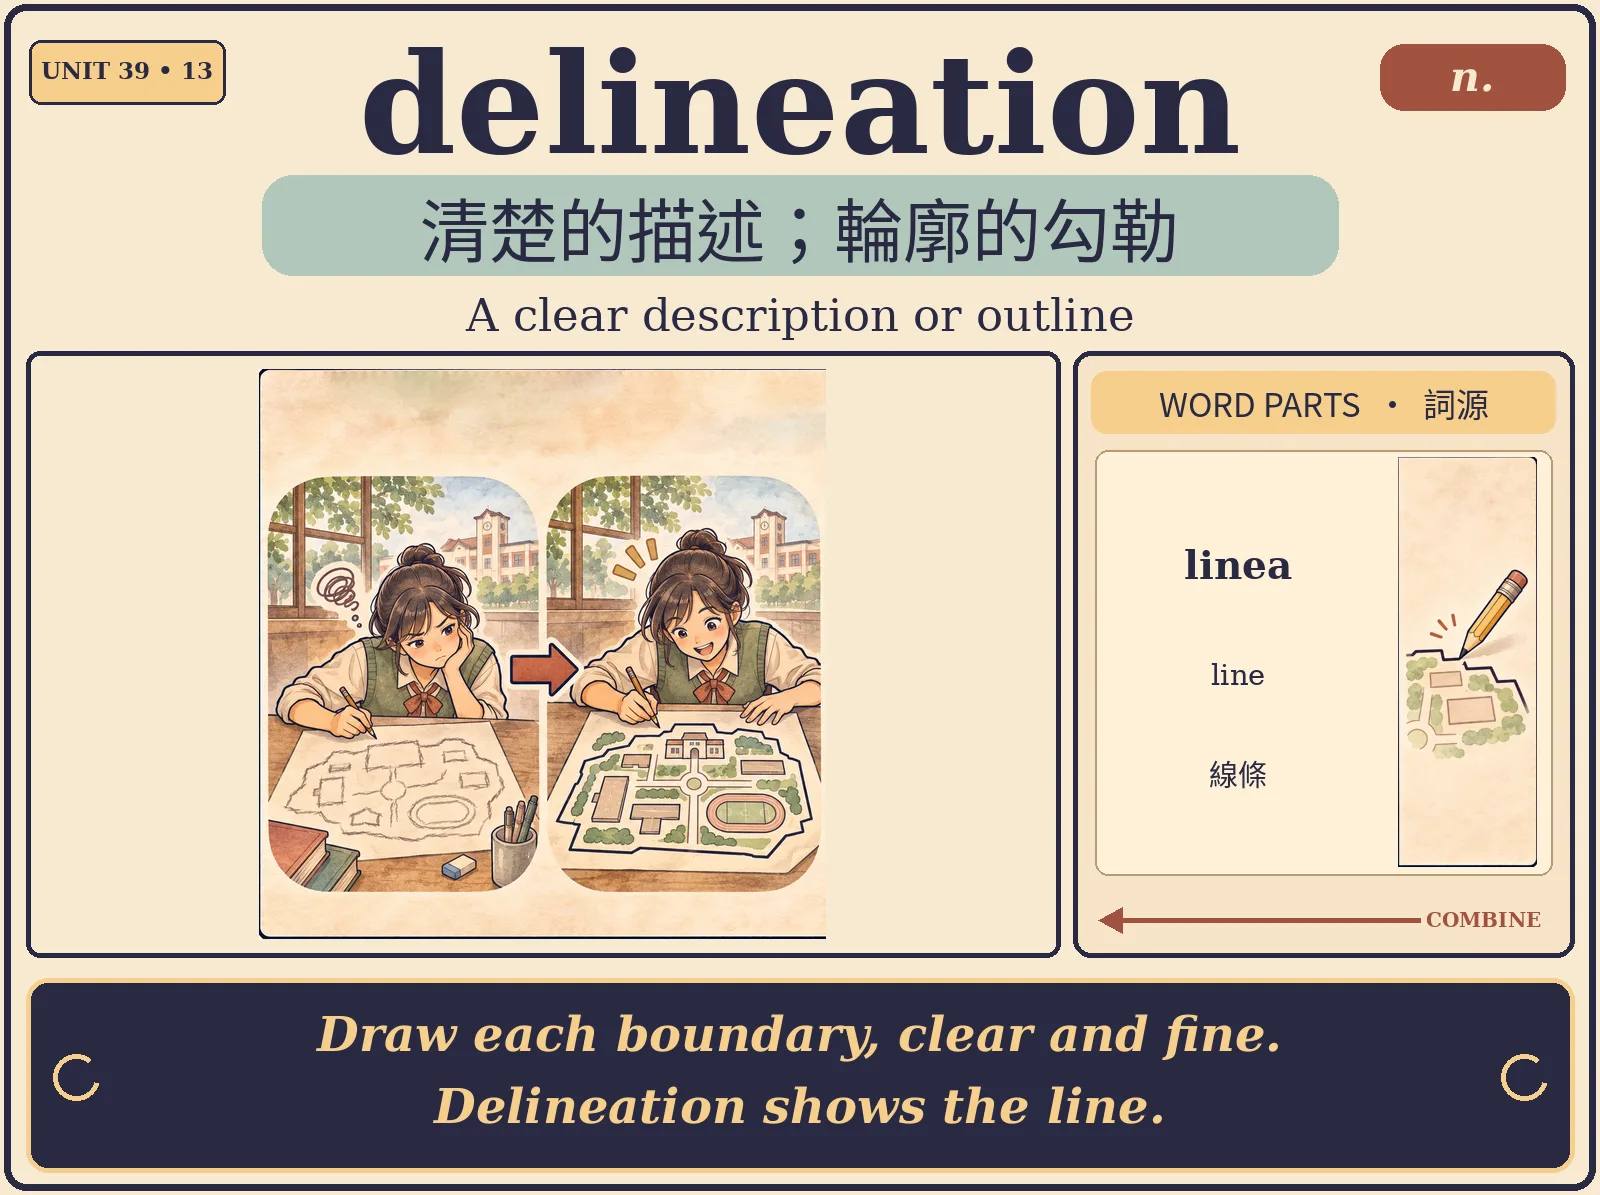 UNIT 39 • 13
delineation
n.
清楚的描述；輪廓的勾勒
A clear description or outline
WORD PARTS ・ 詞源
linea
line
線條
COMBINE
Draw each boundary, clear and fine.
Delineation shows the line.